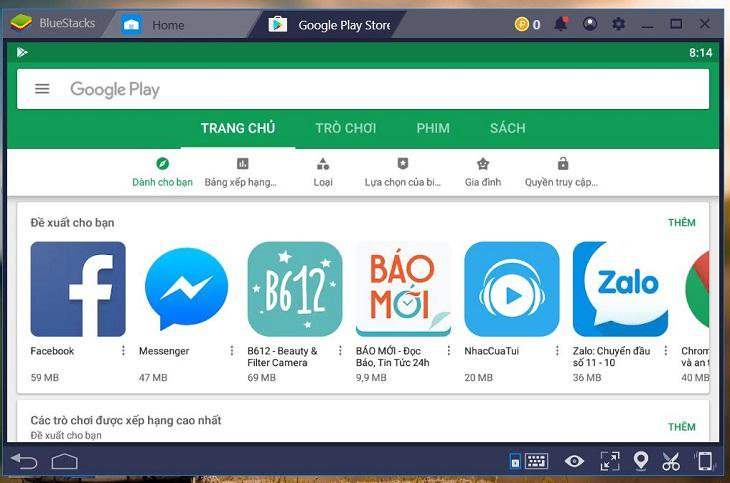 BlueStacks
Home
Google Play Store
0
8:14
Google Play
TRANG CHỦ
TRÒ CHƠI
PHIM
SÁCH
Dành cho bạn
Bảng xếp hạng...
Loại
Lựa chọn của bi...
Gia đình
Quyền truy cập...
Đề xuất cho bạn
THÊM
B612
BÁO
MỚI
Zalo
Facebook
59 MB
Messenger
47 MB
B612 - Beauty &
Filter Camera
69 MB
BÁO MỚI - Đọc
Báo, Tin Tức 24h
9,9 MB
NhacCuaTui
20 MB
Zalo: Chuyển đầu
số 11 - 10
36 MB
Chrom
và an t
40 MB
Các trò chơi được xếp hạng cao nhất
THÊM
Đề xuất cho bạn